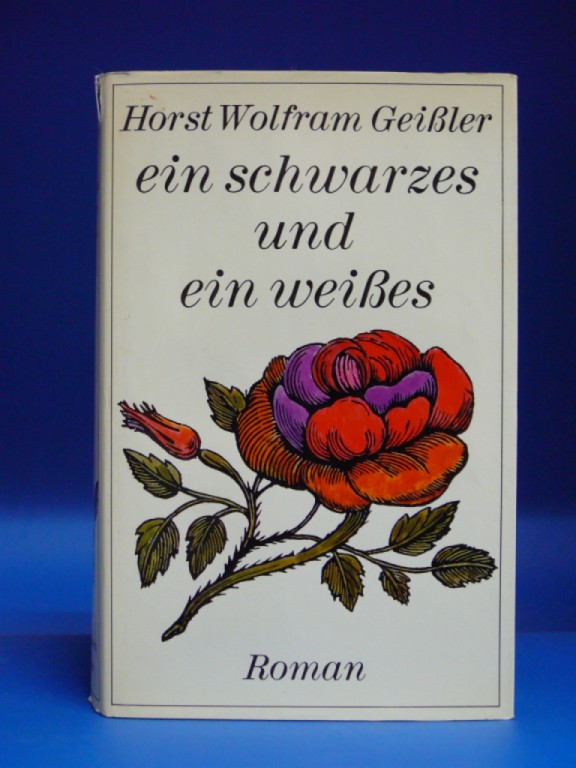 Horst Wolfram Geißler
ein schwarzes
und
ein weißes
Roman